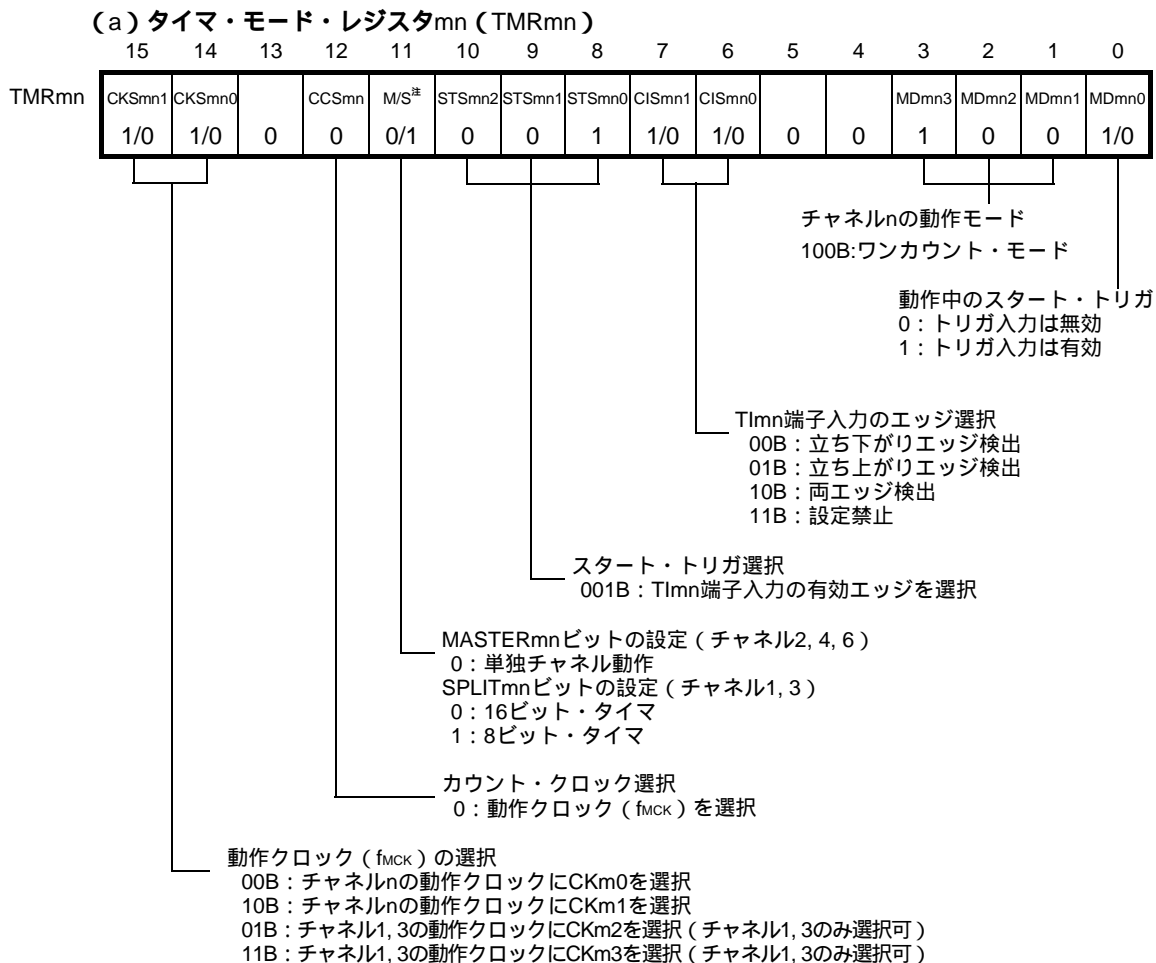 (a)タイマ・モード・レジスタmn(TMRmn)
15 14 13 12 11 10 9 8 7 6 5 4 3 2 1 0
TMRmn CKSmn1 CKSmn0 CCSmn M/S注 STSmn2 STSmn1 STSmn0 CISmn1 CISmn0 MDmn3 MDmn2 MDmn1 MDmn0
1/0 1/0 0 0 0/1 0 0 1 1/0 1/0 0 0 1 0 0 1/0
チャネルnの動作モード
100B:ワンカウント・モード
動作中のスタート・トリガ
0:トリガ入力は無効
1:トリガ入力は有効
TImn端子入力のエッジ選択
00B:立ち下がりエッジ検出
01B:立ち上がりエッジ検出
10B:両エッジ検出
11B:設定禁止
スタート・トリガ選択
001B:TImn端子入力の有効エッジを選択
MASTERmnビットの設定(チャネル2, 4, 6)
0:単独チャネル動作
SPLITmnビットの設定(チャネル1, 3)
0:16ビット・タイマ
1:8ビット・タイマ
カウント・クロック選択
0:動作クロック(fMCK)を選択
動作クロック(fMCK)の選択
00B:チャネルnの動作クロックにCKm0を選択
10B:チャネルnの動作クロックにCKm1を選択
01B:チャネル1, 3の動作クロックにCKm2を選択(チャネル1, 3のみ選択可)
11B:チャネル1, 3の動作クロックにCKm3を選択(チャネル1, 3のみ選択可)